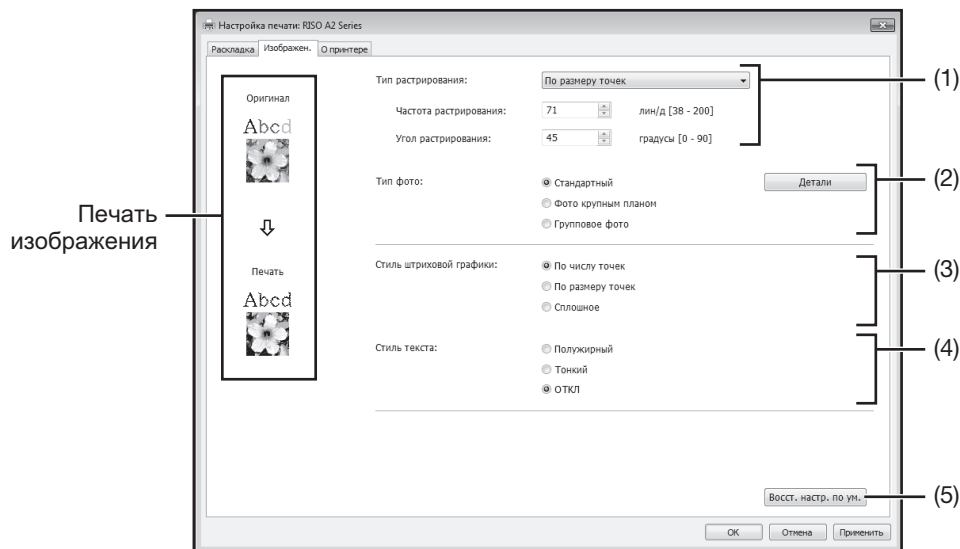 Настройка печати: RISO A2 Series
Раскладка Изображен. О принтере
Оригинал
Abcd
Печать
Abcd
Печать
изображения
Тип растрирования: По размеру точек
Частота растрирования: 71 лин/д [38 - 200]
Угол растрирования: 45 градусы [0 - 90]
(1)
Тип фото: Стандартный Детали
Фото крупным планом
Групповое фото
(2)
Стиль штриховой графики: По числу точек
По размеру точек
Сплошное
(3)
Стиль текста: Полужирный
Тонкий
ОТКЛ
(4)
Восст. настр. по ум.
(5)
OK Отмена Применить